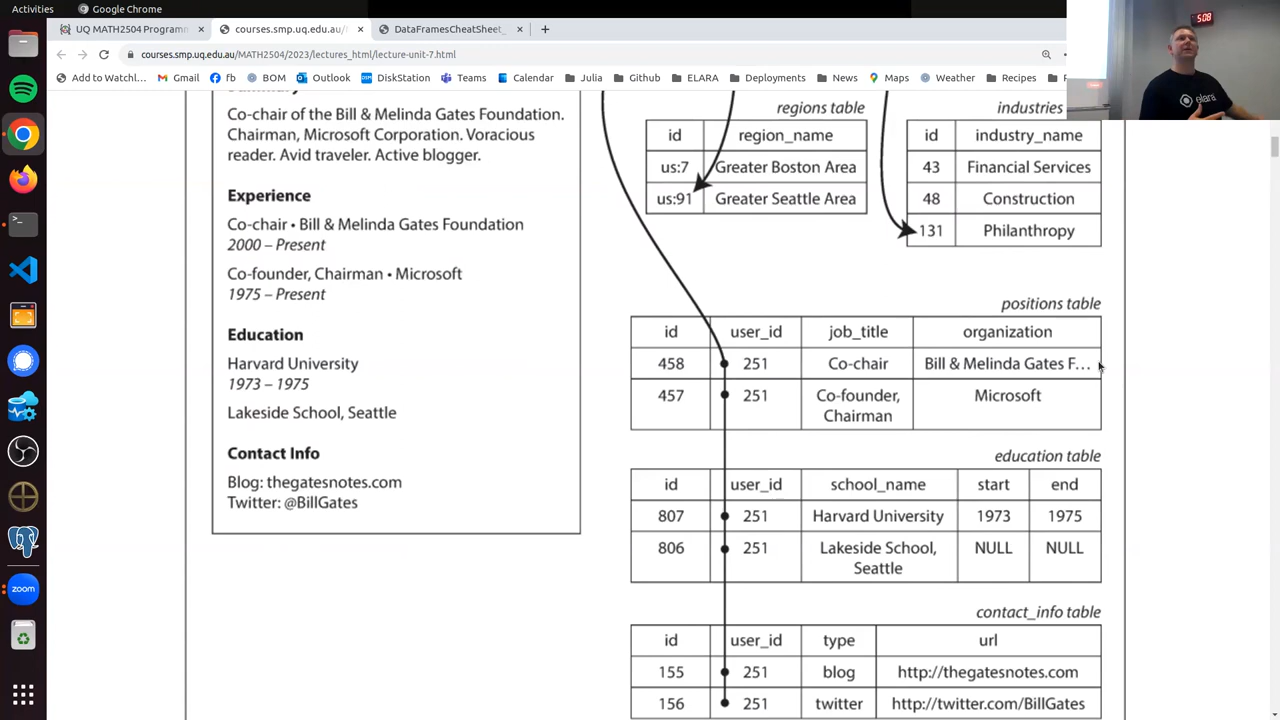 Activities
Google Chrome
UQ MATH2504 Programm
courses.smp.uq.edu.au/
DataFramesCheatSheet_
courses.smp.uq.edu.au/MATH2504/2023/lectures_html/lecture-unit-7.html
Add to Watchl… Gmail fb BOM Outlook DiskStation Teams Calendar Julia Github ELARA Deployments News Maps Weather Recipes
508
elara
Co-chair of the Bill & Melinda Gates Foundation.
Chairman, Microsoft Corporation. Voracious
reader. Avid traveler. Active blogger.
Experience
Co-chair • Bill & Melinda Gates Foundation
2000 – Present
Co-founder, Chairman • Microsoft
1975 – Present
Education
Harvard University
1973 – 1975
Lakeside School, Seattle
Contact Info
Blog: thegatesnotes.com
Twitter: @BillGates
regions table
id region_name
us:7 Greater Boston Area
us:91 Greater Seattle Area
industries
id industry_name
43 Financial Services
48 Construction
131 Philanthropy
positions table
id user_id job_title organization
458 251 Co-chair Bill & Melinda Gates F…
457 251 Co-founder, Microsoft
Chairman
education table
id user_id school_name start end
807 251 Harvard University 1973 1975
806 251 Lakeside School, NULL NULL
Seattle
contact_info table
id user_id type url
155 251 blog http://thegatesnotes.com
156 251 twitter http://twitter.com/BillGates
zoom